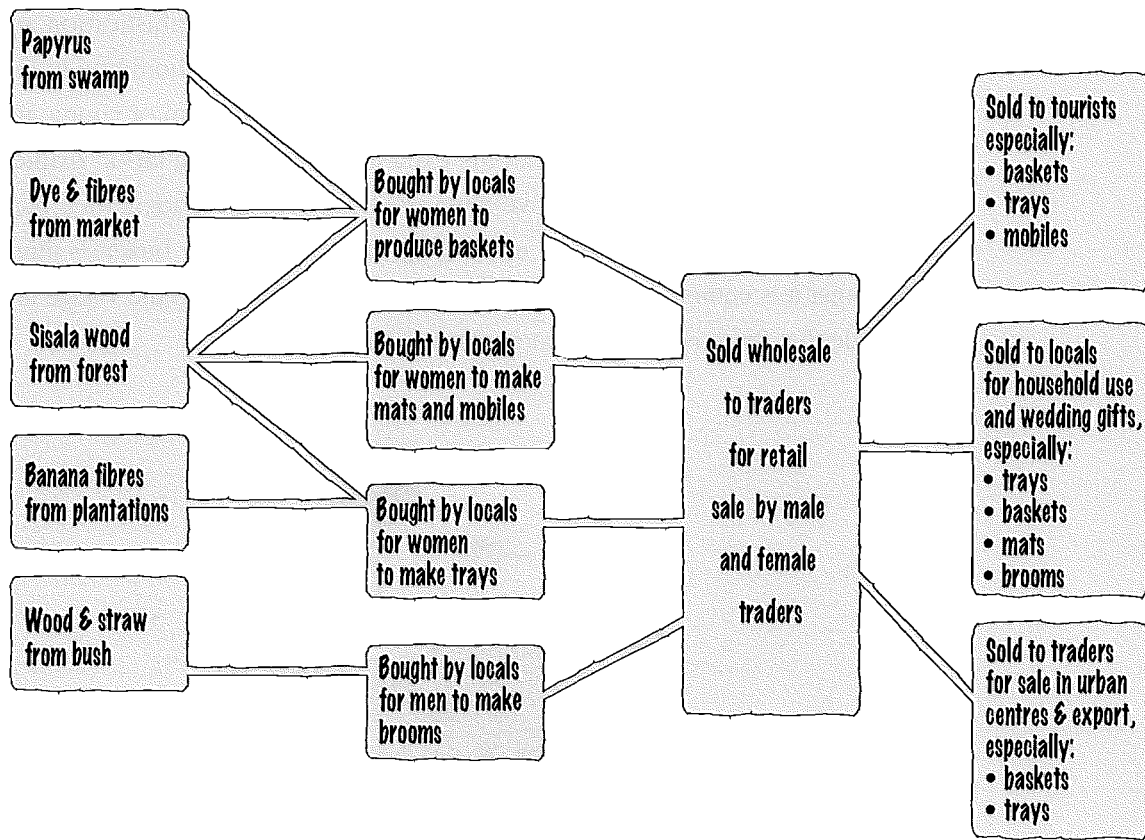 Papyrus
from swamp
Dye & fibres
from market
Sisala wood
from forest
Banana fibres
from plantations
Wood & straw
from bush
Bought by locals
for women to
produce baskets
Bought by locals
for women to make
mats and mobiles
Bought by locals
for women
to make trays
Bought by locals
for men to make
brooms
Sold wholesale
to traders
for retail
sale by male
and female
traders
Sold to tourists
especially:
• baskets
• trays
• mobiles
Sold to locals
for household use
and wedding gifts,
especially:
• trays
• baskets
• mats
• brooms
Sold to traders
for sale in urban
centres & export,
especially:
• baskets
• trays